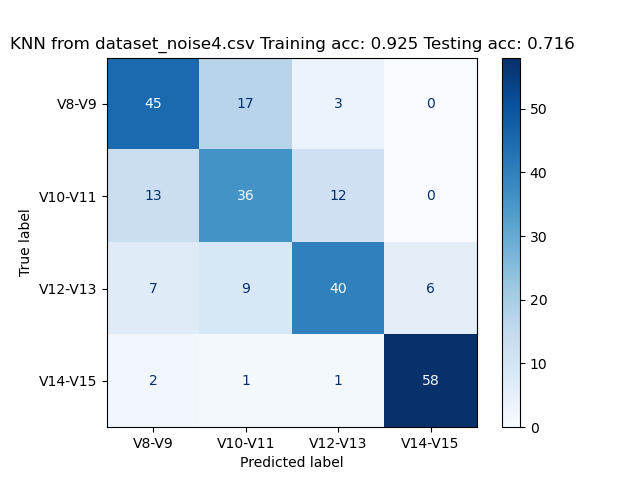 KNN from dataset_noise4.csv Training acc: 0.925 Testing acc: 0.716
V8-V9 45 17 3 0
V10-V11 13 36 12 0
V12-V13 7 9 40 6
V14-V15 2 1 1 58
V8-V9 V10-V11 V12-V13 V14-V15
True label
Predicted label
50
40
30
20
10
0